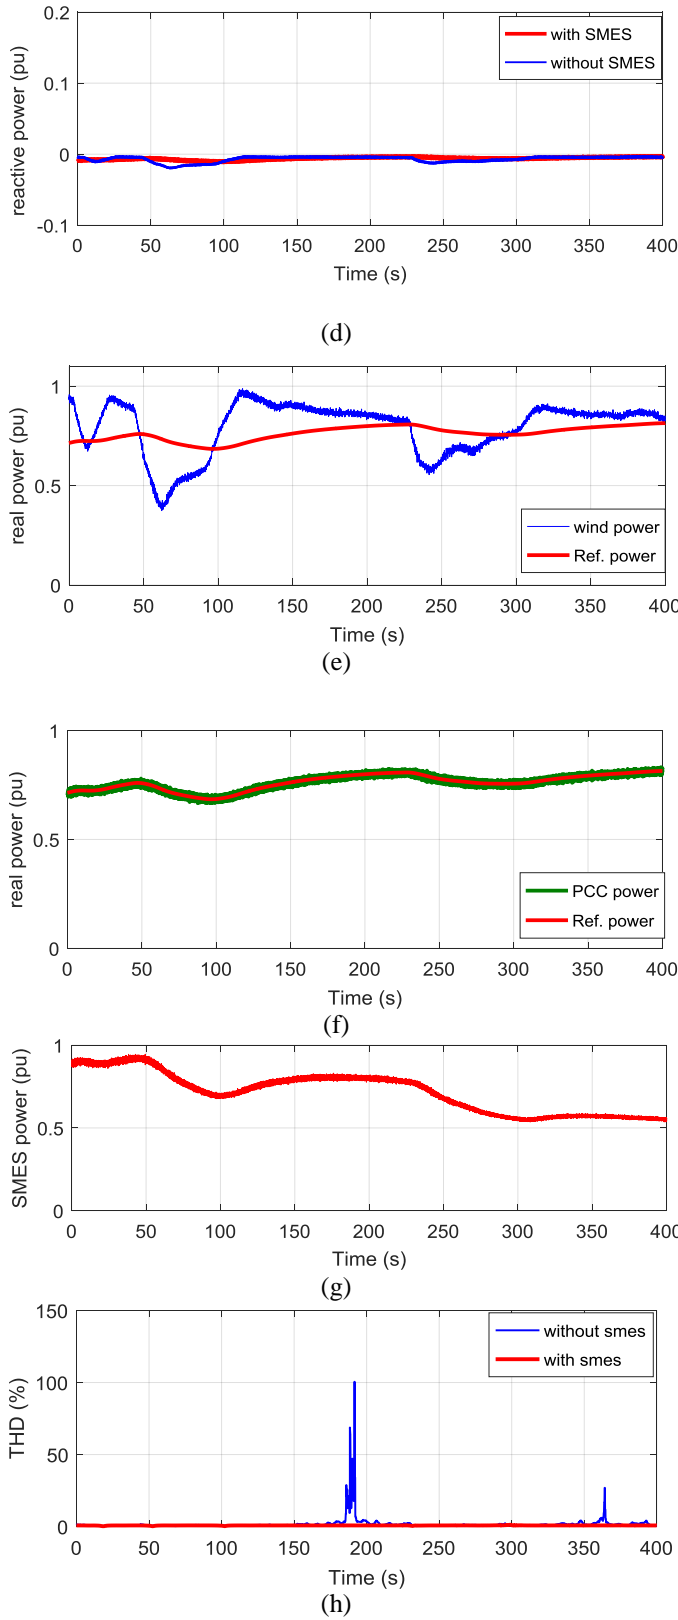 0.2
with SMES
without SMES
0.1
0
-0.1
reactive power (pu)
0 50 100 150 200 250 300 350 400
Time (s)
(d)
1
0.5
0
real power (pu)
wind power
Ref. power
0 50 100 150 200 250 300 350 400
Time (s)
(e)
1
0.5
0
real power (pu)
PCC power
Ref. power
0 50 100 150 200 250 300 350 400
Time (s)
(f)
1
0.5
0
SMES power (pu)
0 50 100 150 200 250 300 350 400
Time (s)
(g)
150
without smes
with smes
100
50
0
THD (%)
0 50 100 150 200 250 300 350 400
Time (s)
(h)